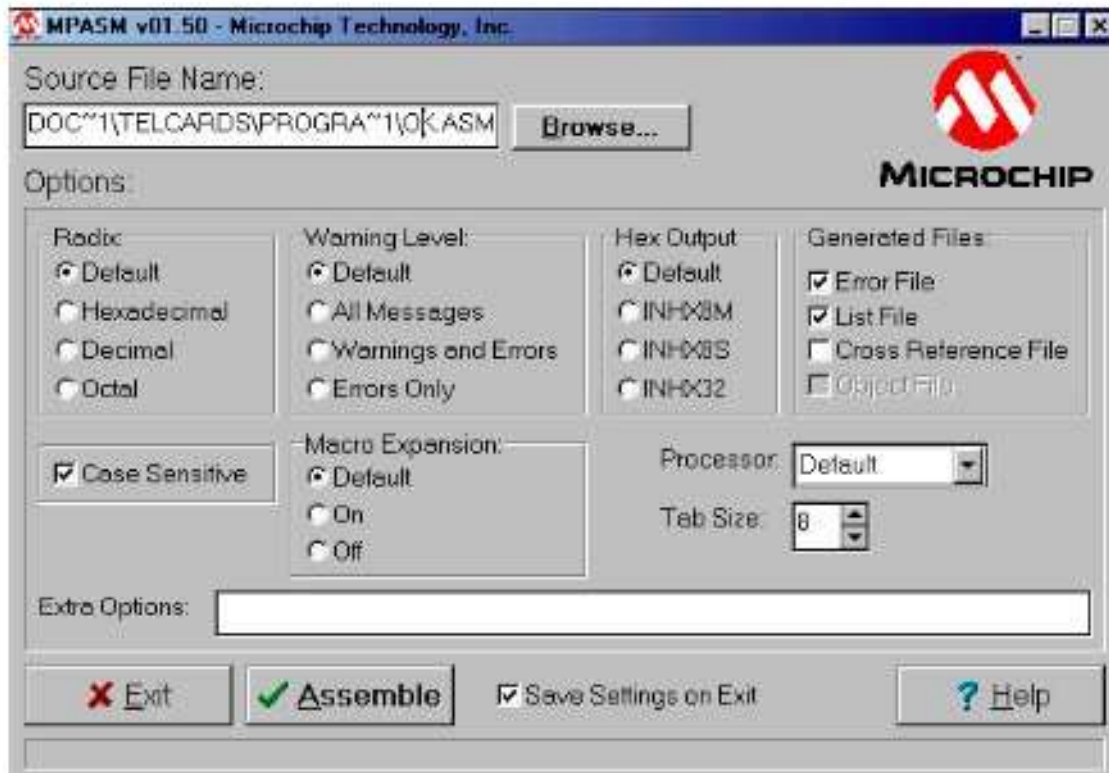 MPASM v01.50 - Microchip Technology, Inc.
Source File Name:
DOC~1\TELCARDS\PROGRA~1\OK.ASM
Browse...
MICROCHIP
Options:
Radix:
Default
Hexadecimal
Decimal
Octal
Warning Level:
Default
All Messages
Warnings and Errors
Errors Only
Hex Output
Default
INHX8M
INHX8S
INHX32
Generated Files:
Error File
List File
Cross Reference File
Object File
Case Sensitive
Macro Expansion:
Default
On
Off
Processor:
Default
Tab Size:
8
Extra Options:
Exit
Assemble
Save Settings on Exit
? Help